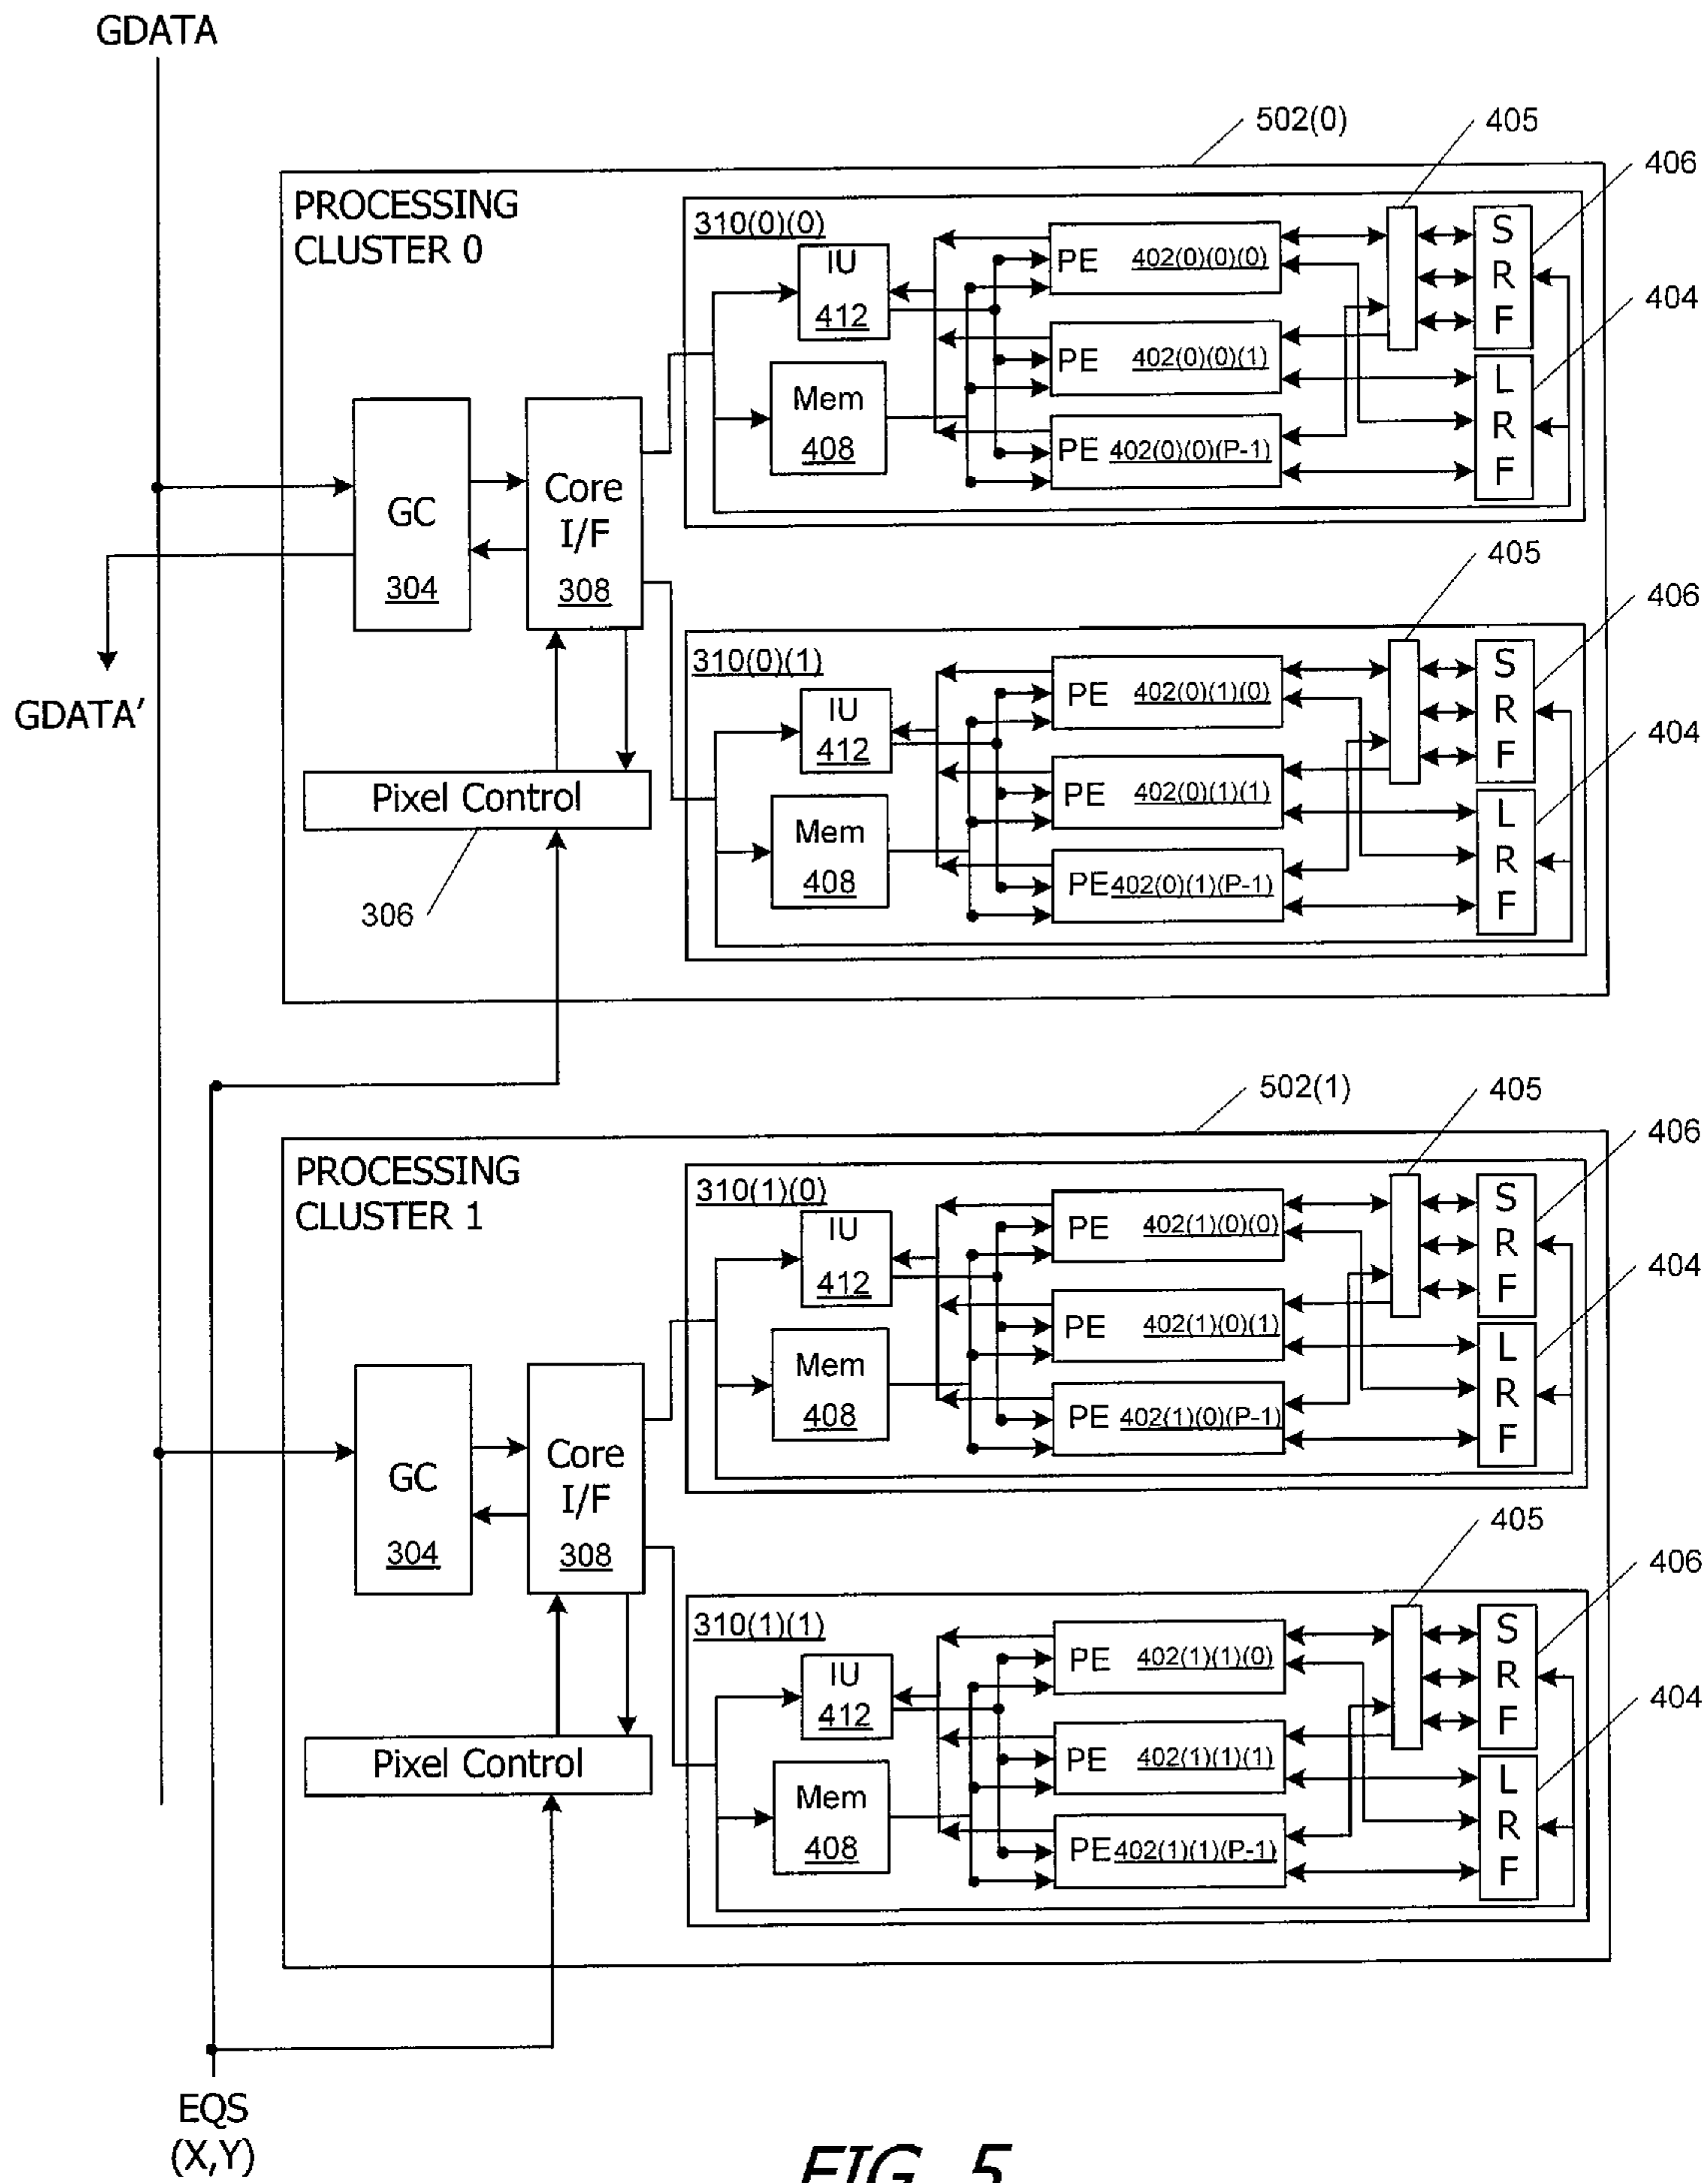 GDATA
502(0)
405
406
404
PROCESSING
CLUSTER 0
310(0)(0)
IU
412
Mem
408
PE 402(0)(0)(0)
PE 402(0)(0)(1)
PE 402(0)(0)(P-1)
S
R
F
L
R
F
GC
304
Core
I/F
308
GDATA'
405
406
404
310(0)(1)
IU
412
Mem
408
PE 402(0)(1)(0)
PE 402(0)(1)(1)
PE 402(0)(1)(P-1)
S
R
F
L
R
F
Pixel Control
306
502(1)
405
406
404
PROCESSING
CLUSTER 1
310(1)(0)
IU
412
Mem
408
PE 402(1)(0)(0)
PE 402(1)(0)(1)
PE 402(1)(0)(P-1)
S
R
F
L
R
F
GC
304
Core
I/F
308
405
406
404
310(1)(1)
IU
412
Mem
408
PE 402(1)(1)(0)
PE 402(1)(1)(1)
PE 402(1)(1)(P-1)
S
R
F
L
R
F
Pixel Control
EQS
(X,Y)
FIG. 5